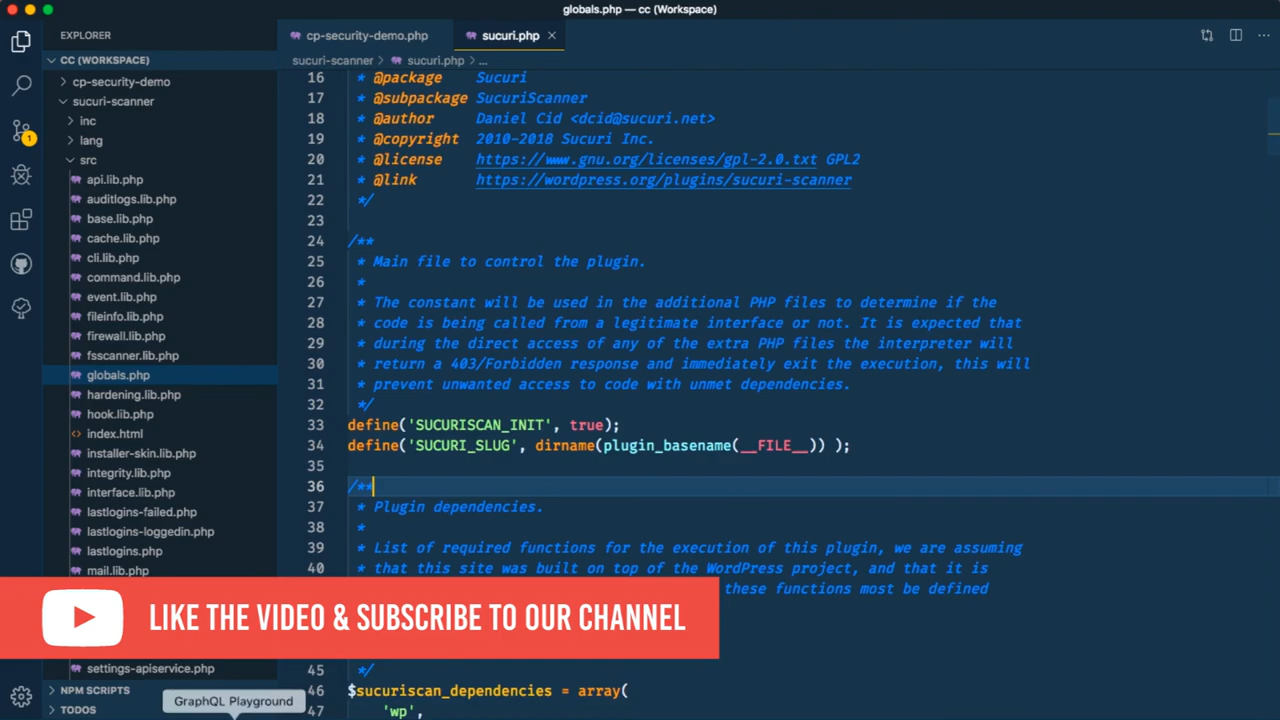 globals.php — cc (Workspace)
EXPLORER
CC (WORKSPACE)
cp-security-demo
sucuri-scanner
inc
lang
src
api.lib.php
auditlogs.lib.php
base.lib.php
cache.lib.php
cli.lib.php
command.lib.php
event.lib.php
fileinfo.lib.php
firewall.lib.php
fsscanner.lib.php
globals.php
hardening.lib.php
hook.lib.php
index.html
installer-skin.lib.php
integrity.lib.php
interface.lib.php
lastlogins-failed.php
lastlogins-loggedin.php
lastlogins.php
mail.lib.php
settings-apiservice.php
NPM SCRIPTS
TODOS
1
GraphQL Playground
cp-security-demo.php
sucuri.php
sucuri-scanner > sucuri.php > ...
16 * @package Sucuri
17 * @subpackage SucuriScanner
18 * @author Daniel Cid <dcid@sucuri.net>
19 * @copyright 2010-2018 Sucuri Inc.
20 * @license https://www.gnu.org/licenses/gpl-2.0.txt GPL2
21 * @link https://wordpress.org/plugins/sucuri-scanner
22 */
23
24 /**
25 * Main file to control the plugin.
26 *
27 * The constant will be used in the additional PHP files to determine if the
28 * code is being called from a legitimate interface or not. It is expected that
29 * during the direct access of any of the extra PHP files the interpreter will
30 * return a 403/Forbidden response and immediately exit the execution, this will
31 * prevent unwanted access to code with unmet dependencies.
32 */
33 define('SUCURISCAN_INIT', true);
34 define('SUCURI_SLUG', dirname(plugin_basename(__FILE__)) );
35
36 /**
37 * Plugin dependencies.
38 *
39 * List of required functions for the execution of this plugin, we are assuming
40 * that this site was built on top of the WordPress project, and that it is
these functions most be defined
45 */
46 $sucuriscan_dependencies = array(
47 'wp',
LIKE THE VIDEO & SUBSCRIBE TO OUR CHANNEL